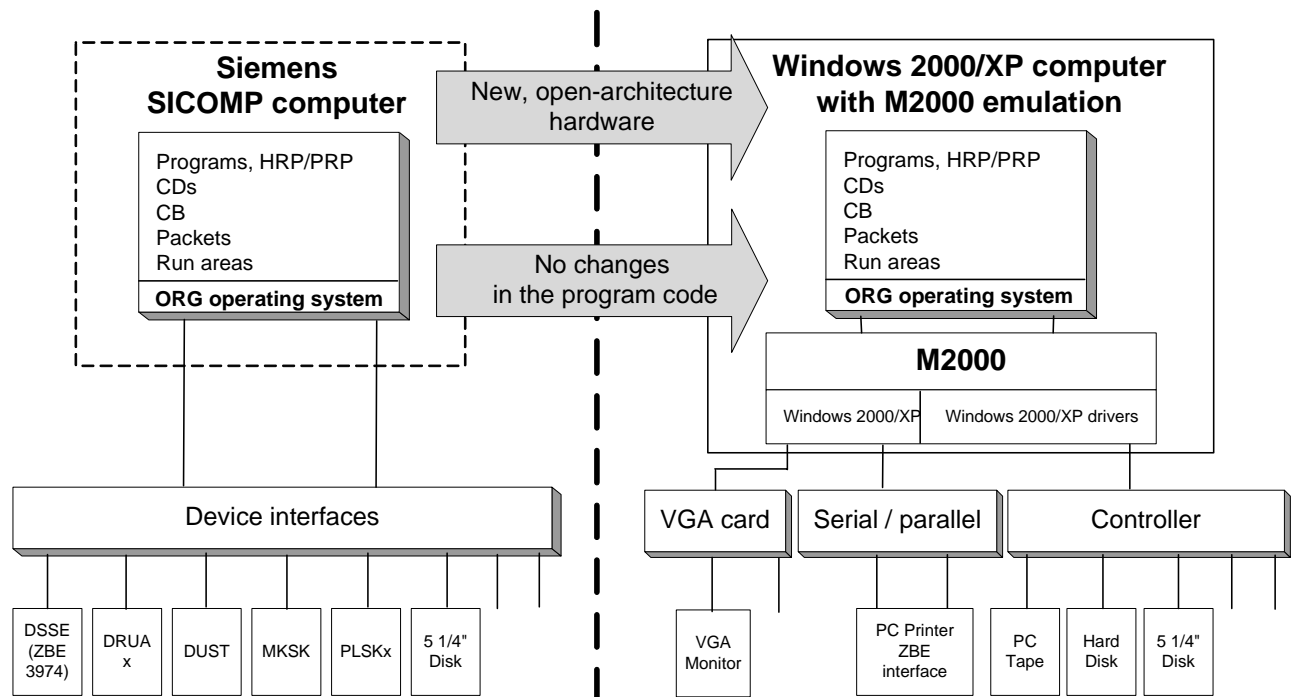 Siemens
SICOMP computer
Programs, HRP/PRP
CDs
CB
Packets
Run areas
ORG operating system
New, open-architecture
hardware
No changes
in the program code
Windows 2000/XP computer
with M2000 emulation
Programs, HRP/PRP
CDs
CB
Packets
Run areas
ORG operating system
M2000
Windows 2000/XP
Windows 2000/XP drivers
Device interfaces
DSSE
(ZBE
3974)
DRUA
x
DUST
MKSK
PLSKx
5 1/4"
Disk
VGA card
Serial / parallel
Controller
VGA
Monitor
PC Printer
ZBE
interface
PC
Tape
Hard
Disk
5 1/4"
Disk